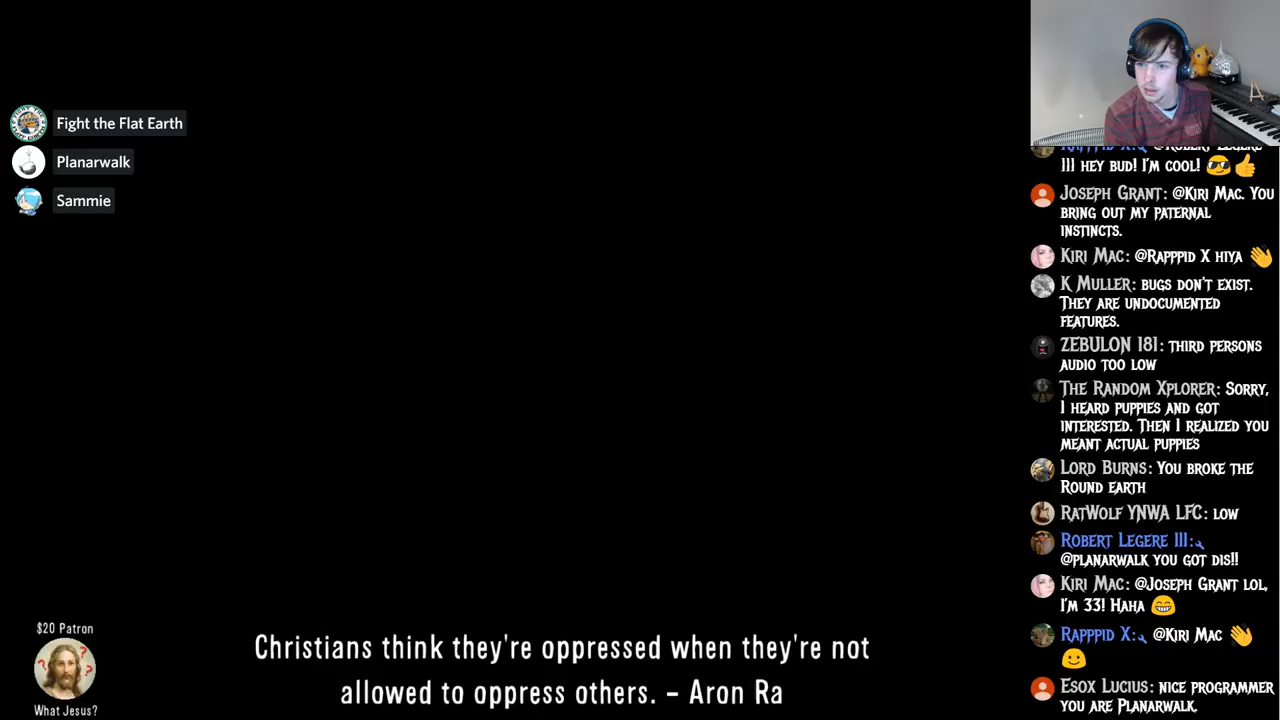 Fight the Flat Earth
Planarwalk
Sammie
III HEY BUD! I'M COOL! 😎👍
JOSEPH GRANT: @KIRI MAC. YOU
BRING OUT MY PATERNAL
INSTINCTS.
KIRI MAC: @RAPPPID X HIYA 👋
K MULLER: BUGS DON'T EXIST.
THEY ARE UNDOCUMENTED
FEATURES.
ZEBULON 181: THIRD PERSONS
AUDIO TOO LOW
THE RANDOM XPLORER: SORRY,
I HEARD PUPPIES AND GOT
INTERESTED. THEN I REALIZED YOU
MEANT ACTUAL PUPPIES
LORD BURNS: YOU BROKE THE
ROUND EARTH
RATWOLF YNWA LFC: LOW
ROBERT LEGERE III:
@PLANARWALK YOU GOT DIS!!
KIRI MAC: @JOSEPH GRANT LOL,
I'M 33! HAHA 😁
RAPPPID X: @KIRI MAC 👋
🙂
ESOX LUCIUS: NICE PROGRAMMER
YOU ARE PLANARWALK.
$20 Patron
What Jesus?
Christians think they're oppressed when they're not
allowed to oppress others. – Aron Ra